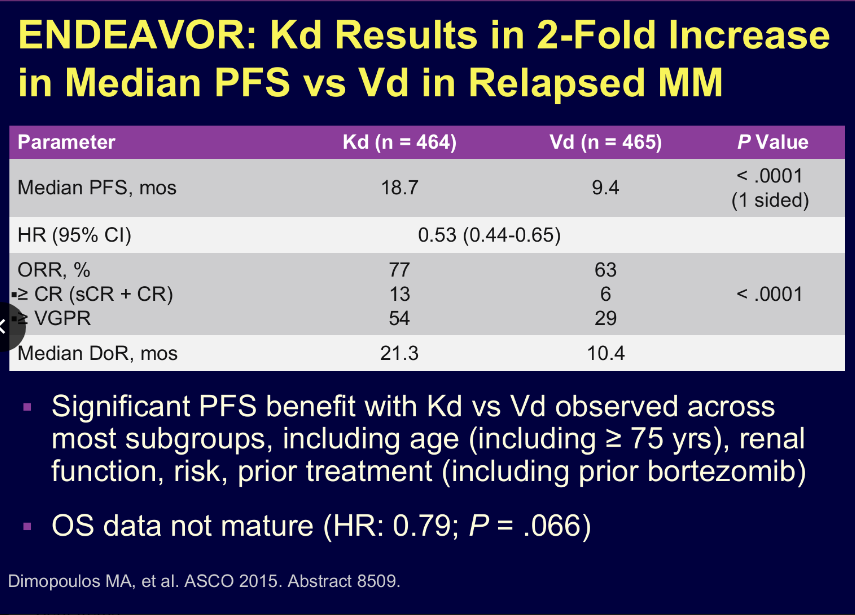 ENDEAVOR: Kd Results in 2-Fold Increase
in Median PFS vs Vd in Relapsed MM
Parameter Kd (n = 464) Vd (n = 465) P Value
Median PFS, mos 18.7 9.4 < .0001
(1 sided)
HR (95% CI) 0.53 (0.44-0.65)
ORR, % 77 63
▪≥ CR (sCR + CR) 13 6 < .0001
▪≥ VGPR 54 29
Median DoR, mos 21.3 10.4
▪ Significant PFS benefit with Kd vs Vd observed across
most subgroups, including age (including ≥ 75 yrs), renal
function, risk, prior treatment (including prior bortezomib)
▪ OS data not mature (HR: 0.79; P = .066)
Dimopoulos MA, et al. ASCO 2015. Abstract 8509.